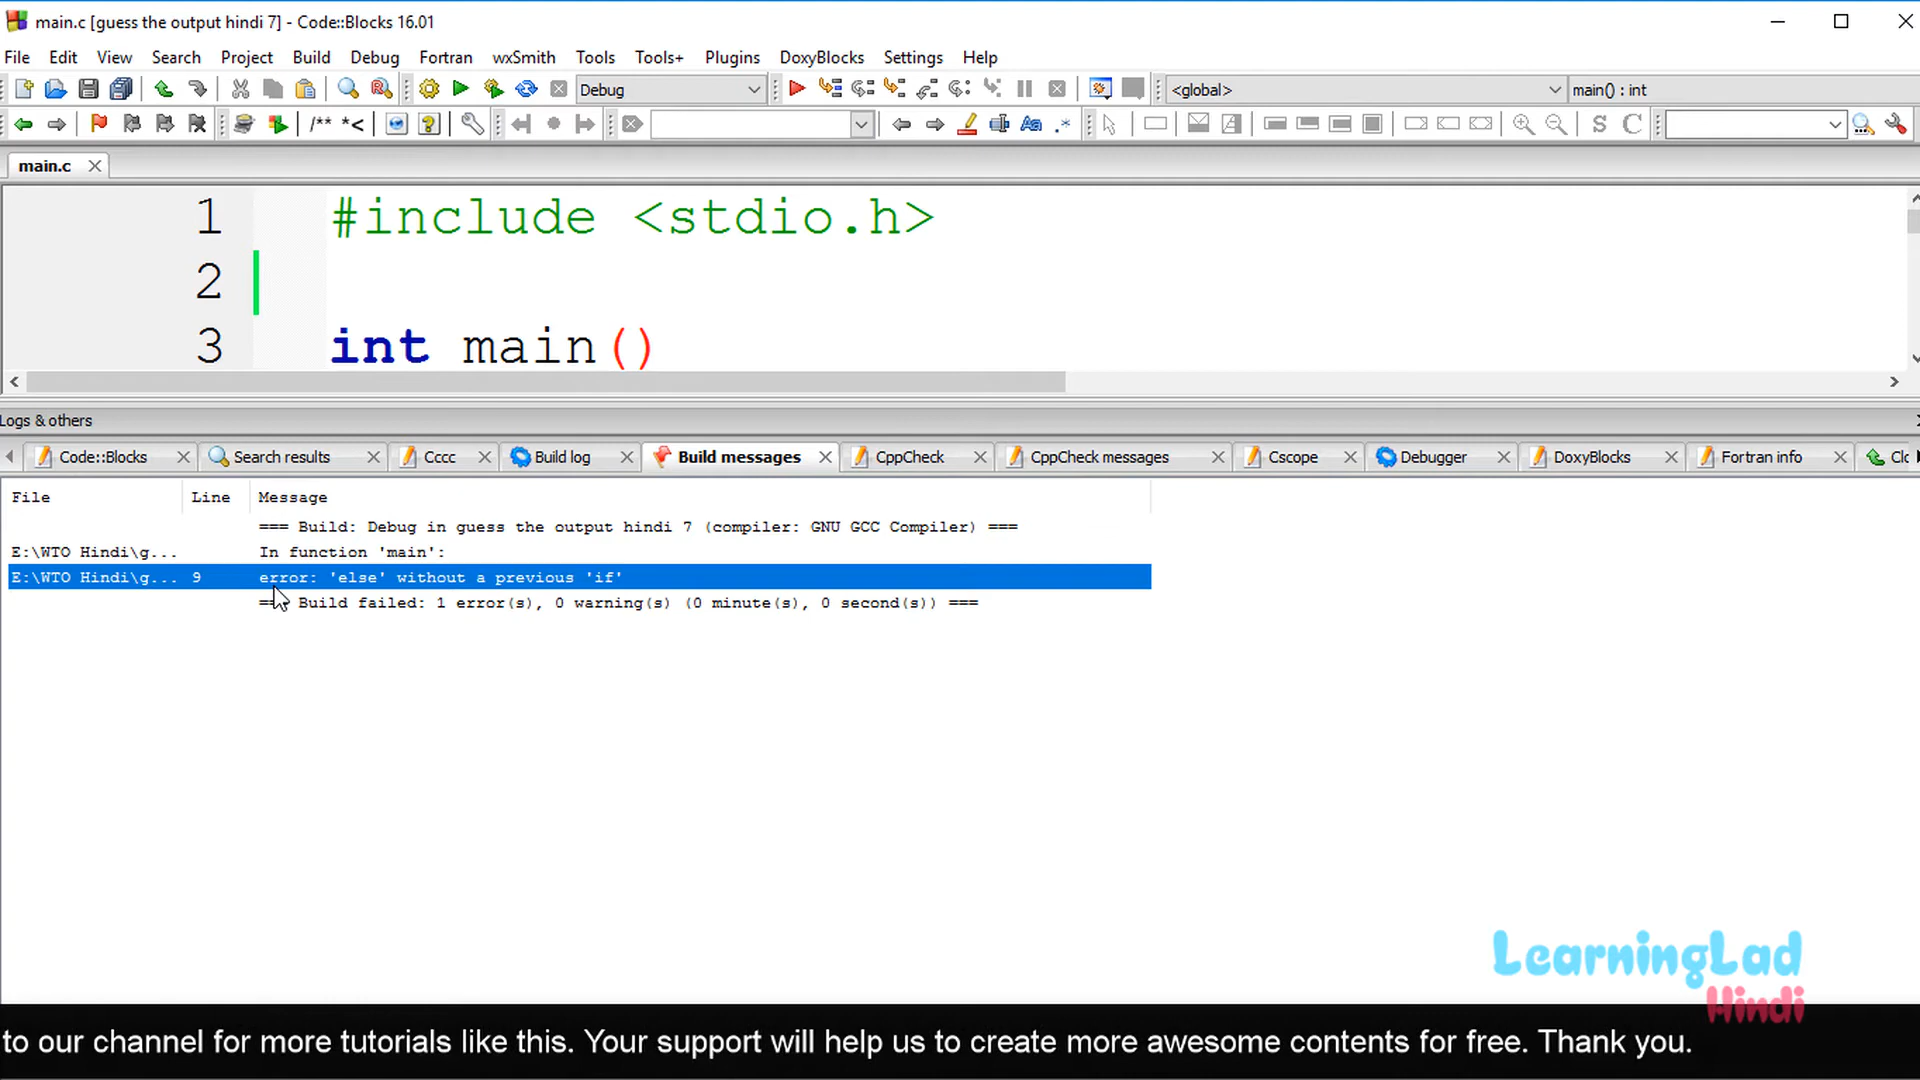 main.c [guess the output hindi 7] - Code::Blocks 16.01
File Edit View Search Project Build Debug Fortran wxSmith Tools Tools+ Plugins DoxyBlocks Settings Help
Debug <global> main() : int
/** *<
main.c
1 #include <stdio.h>
2
3 int main()
Logs & others
Code::Blocks Search results Cccc Build log Build messages CppCheck CppCheck messages Cscope Debugger DoxyBlocks Fortran info Clo
File Line Message
=== Build: Debug in guess the output hindi 7 (compiler: GNU GCC Compiler) ===
E:\WTO Hindi\g... In function 'main':
E:\WTO Hindi\g... 9 error: 'else' without a previous 'if'
=== Build failed: 1 error(s), 0 warning(s) (0 minute(s), 0 second(s)) ===
LearningLad
Hindi
to our channel for more tutorials like this. Your support will help us to create more awesome contents for free. Thank you.